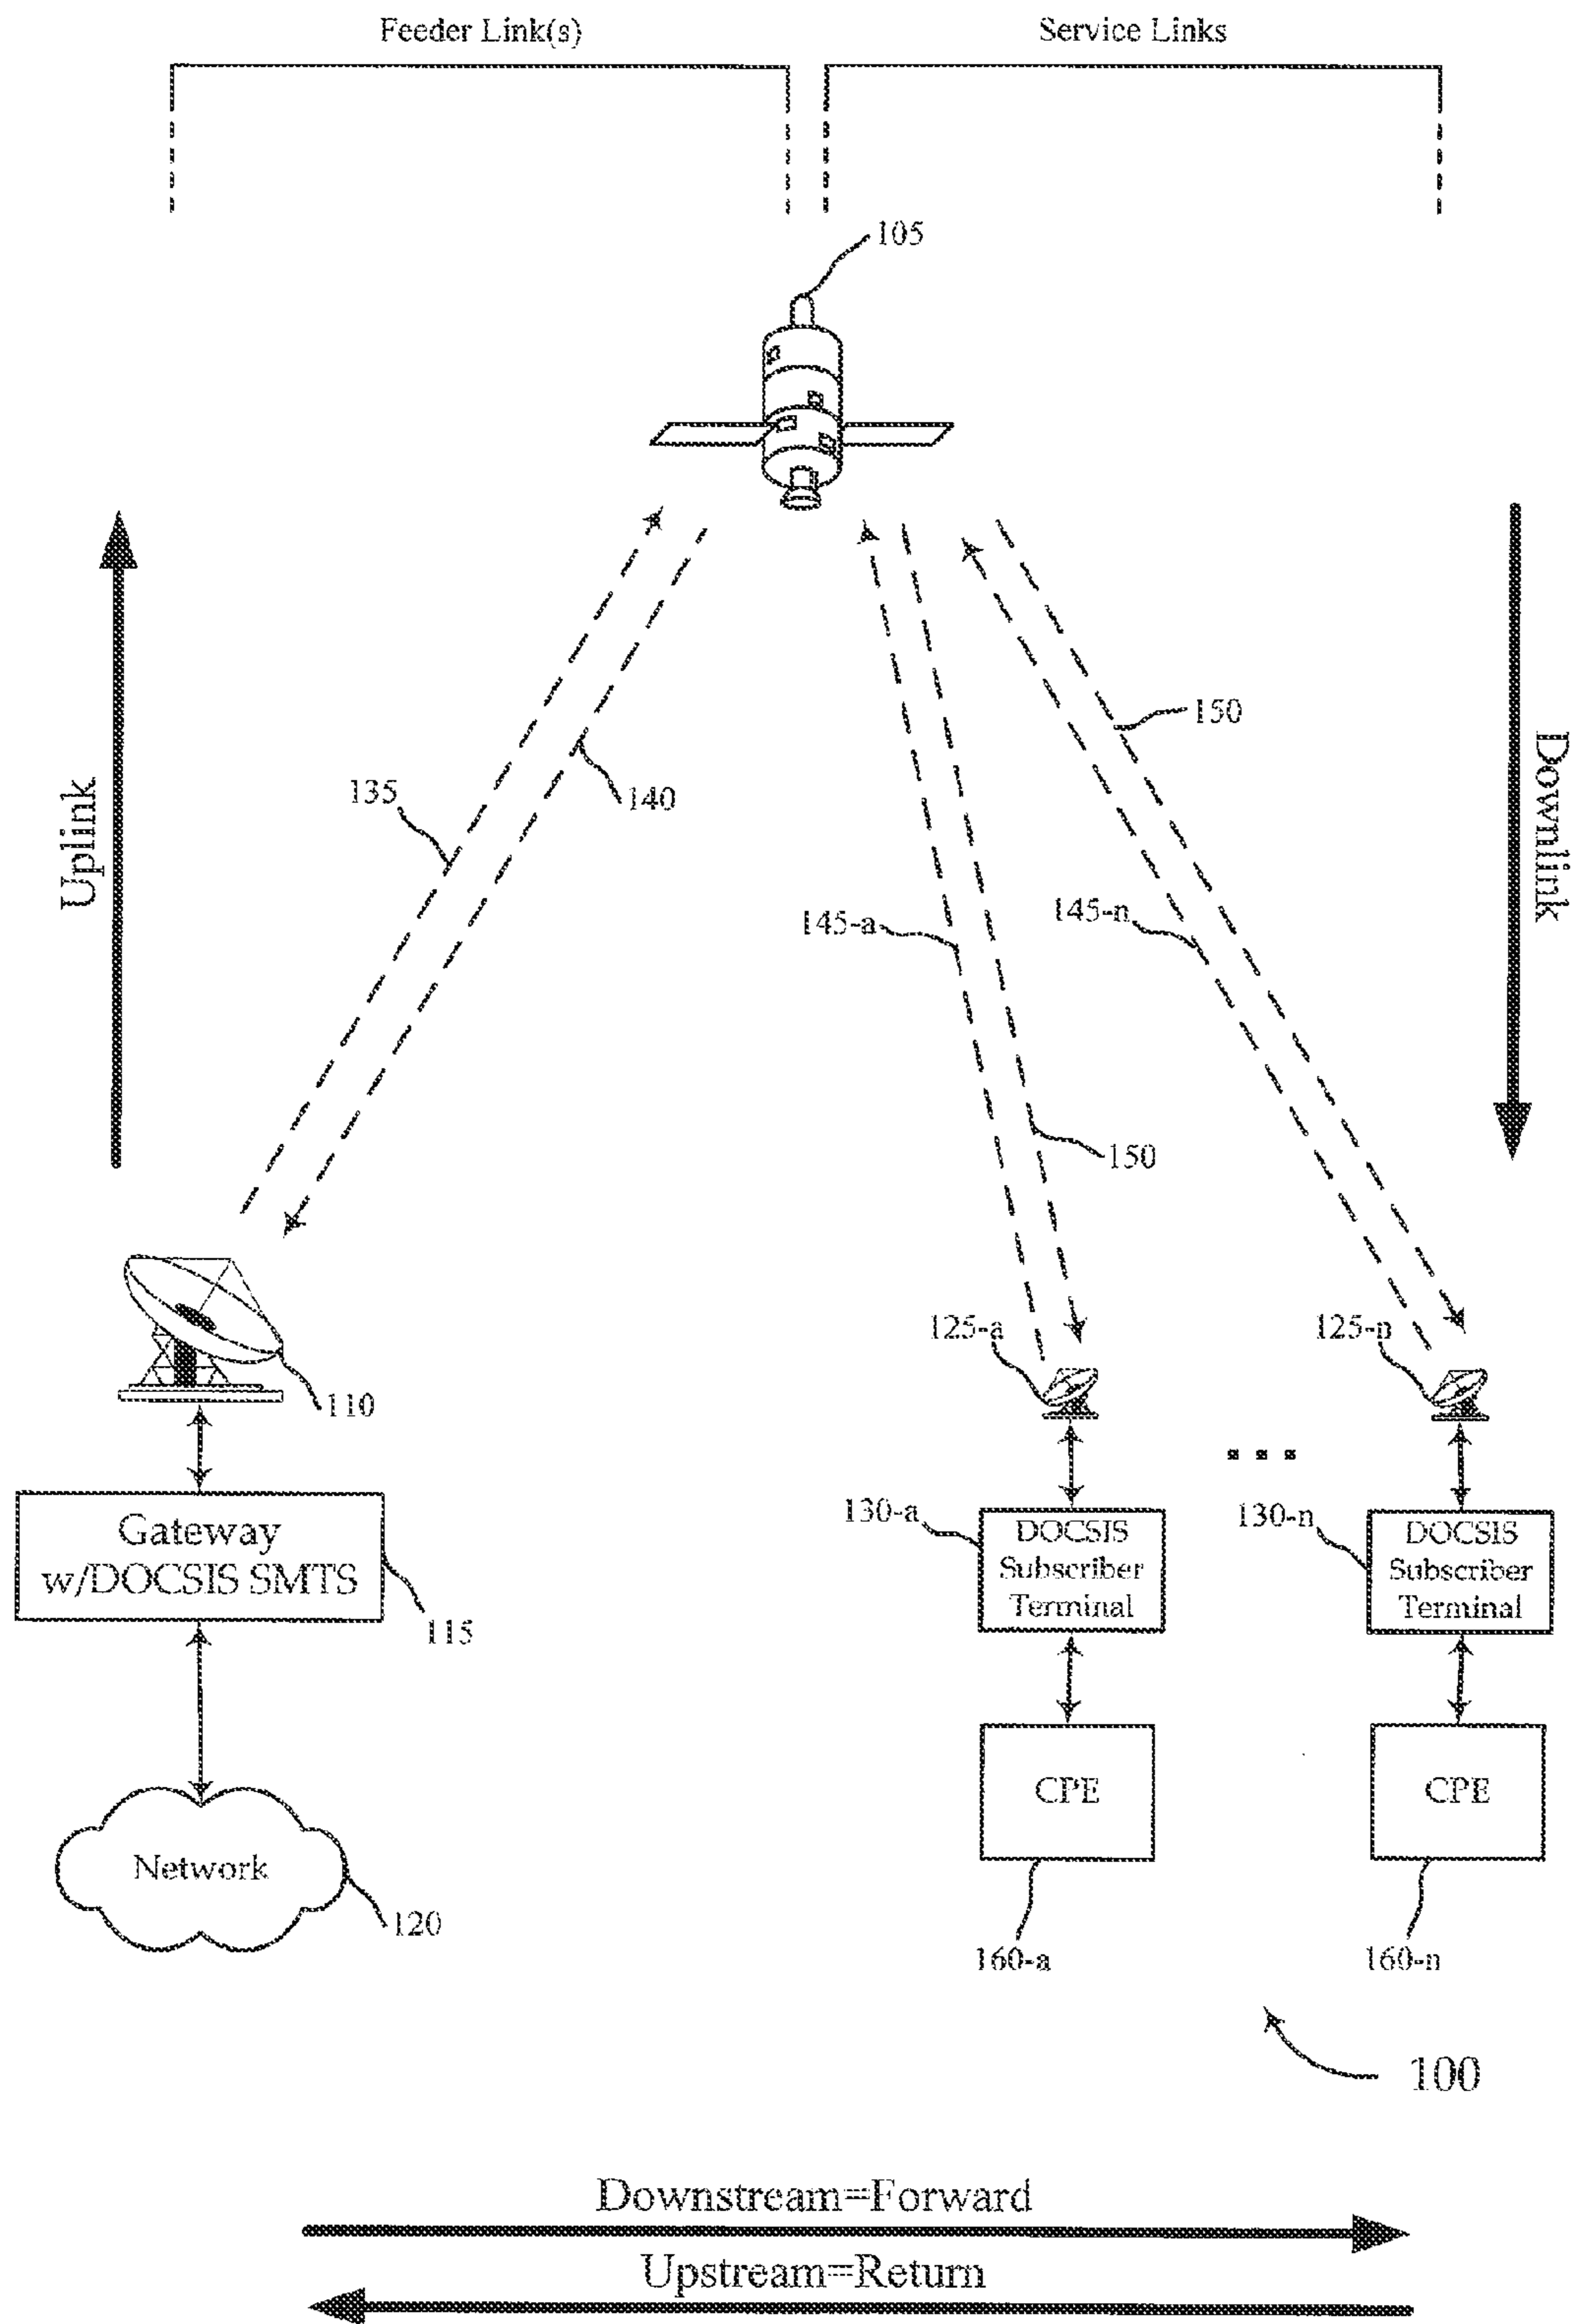 Feeder Link(s)
Service Links
105
150
135
140
Uplink
Downlink
145-a
145-n
150
125-a
125-n
110
130-a
130-n
Gateway
w/DOCSIS SMTS
DOCSIS
Subscriber
Terminal
DOCSIS
Subscriber
Terminal
115
CPE
CPE
Network
120
160-a
160-n
100
Downstream=Forward
Upstream=Return